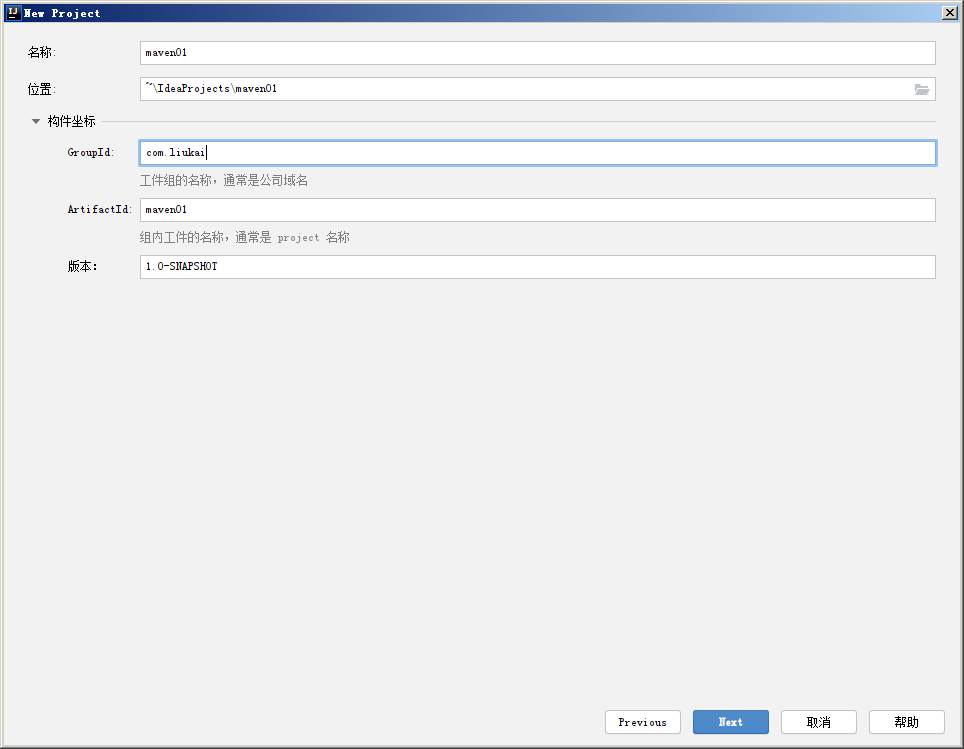 New Project
名称: maven01
位置: ~\IdeaProjects\maven01
构件坐标
GroupId: com.liukai
工件组的名称，通常是公司域名
ArtifactId: maven01
组内工件的名称，通常是 project 名称
版本: 1.0-SNAPSHOT
Previous Next 取消 帮助